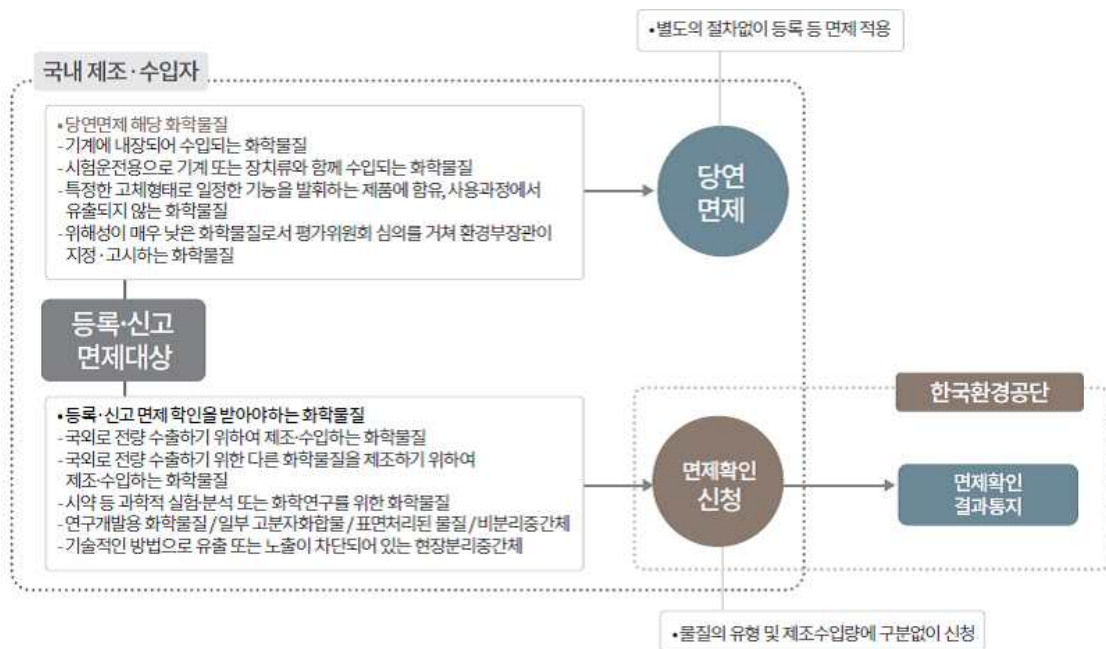 •별도의 절차없이 등록 등 면제 적용
국내 제조·수입자
•당연면제 해당 화학물질
- 기계에 내장되어 수입되는 화학물질
- 시험운전용으로 기계 또는 장치류와 함께 수입되는 화학물질
- 특정한 고체형태로 일정한 기능을 발휘하는 제품에 함유, 사용과정에서
유출되지 않는 화학물질
- 위해성이 매우 낮은 화학물질로서 평가위원회 심의를 거쳐 환경부장관이
지정·고시하는 화학물질
당연
면제
등록·신고
면제대상
•등록·신고 면제 확인을 받아야하는 화학물질
- 국외로 전량 수출하기 위하여 제조·수입하는 화학물질
- 국외로 전량 수출하기 위한 다른 화학물질을 제조하기 위하여
제조·수입하는 화학물질
- 시약 등 과학적 실험·분석 또는 화학연구를 위한 화학물질
- 연구개발용 화학물질 / 일부 고분자화합물 / 표면처리된 물질 / 비분리중간체
- 기술적인 방법으로 유출 또는 노출이 차단되어 있는 현장분리중간체
면제확인
신청
한국환경공단
면제확인
결과통지
•물질의 유형 및 제조수입량에 구분없이 신청